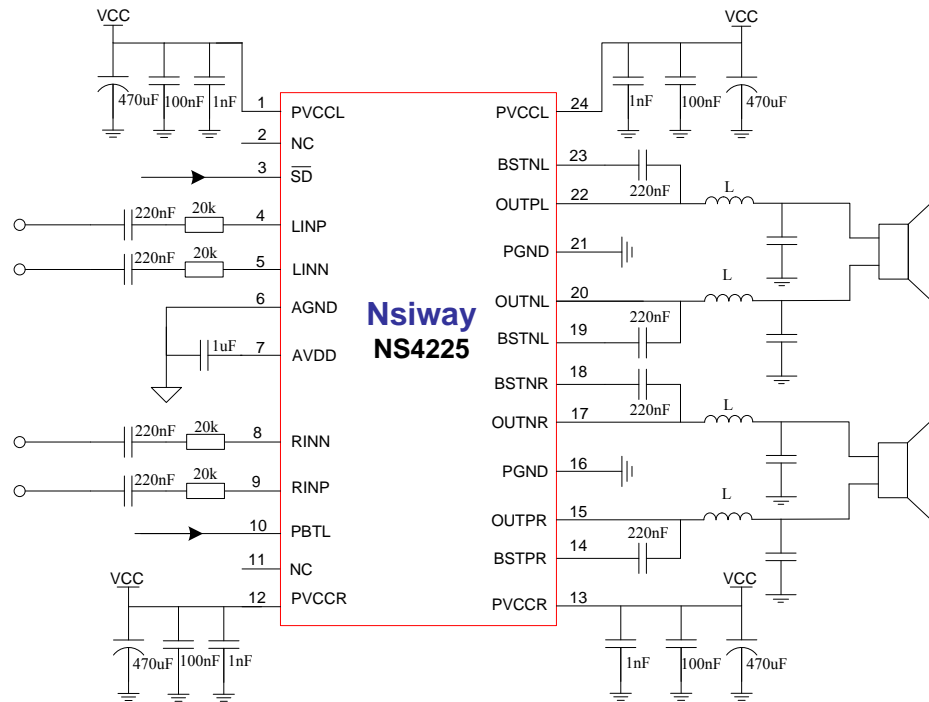 VCC
VCC
470uF 100nF 1nF
1nF 100nF 470uF
1 PVCCL
PVCCL 24
2 NC
BSTNL 23
220nF
3 SD
OUTPL 22
L
220nF 20k 4 LINP
PGND 21
220nF 20k 5 LINN
L
OUTNL 20
6 AGND
220nF
Nsiway
NS4225
BSTNL 19
1uF 7 AVDD
BSTNR 18
220nF
L
OUTNR 17
220nF 20k 8 RINN
PGND 16
220nF 20k 9 RINP
L
OUTPR 15
10 PBTL
220nF
BSTPR 14
11 NC
VCC
VCC
12 PVCCR
PVCCR 13
470uF 100nF 1nF
1nF 100nF 470uF